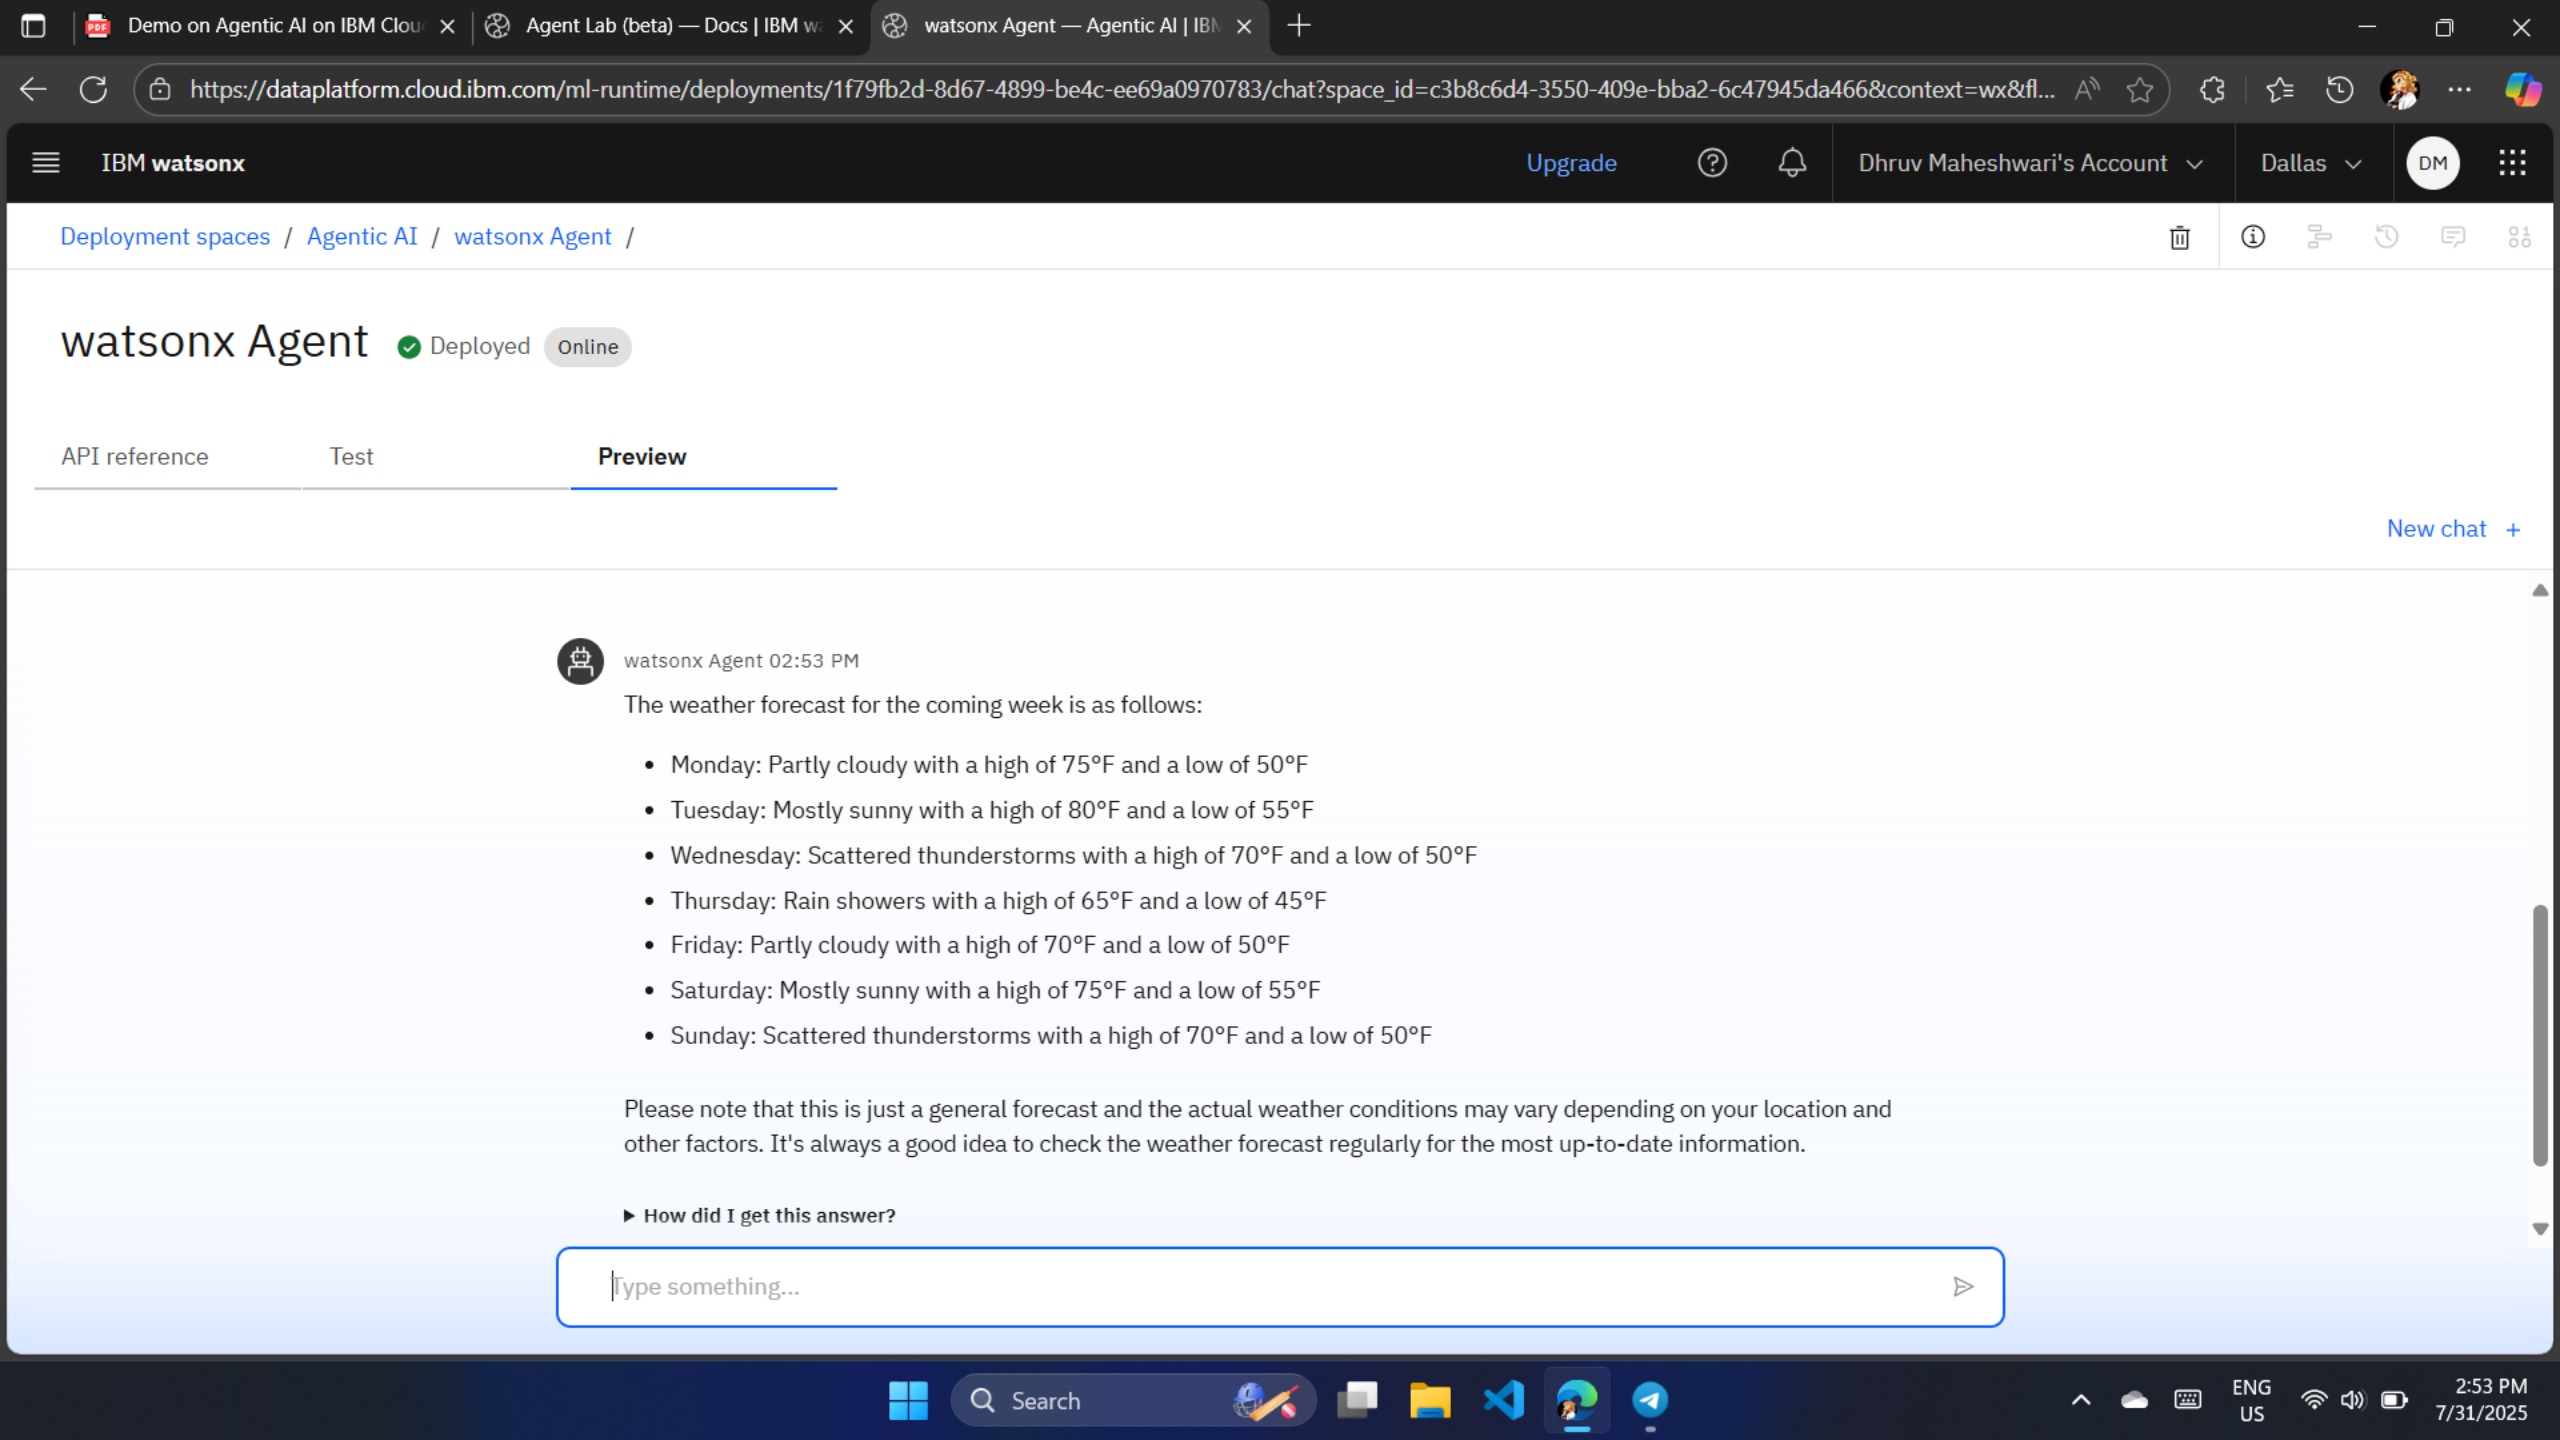 Demo on Agentic AI on IBM Clou
Agent Lab (beta) — Docs | IBM w
watsonx Agent — Agentic AI | IBM
https://dataplatform.cloud.ibm.com/ml-runtime/deployments/1f79fb2d-8d67-4899-be4c-ee69a0970783/chat?space_id=c3b8c6d4-3550-409e-bba2-6c47945da466&context=wx&fl...
IBM watsonx
Upgrade
Dhruv Maheshwari's Account
Dallas
DM
Deployment spaces / Agentic AI / watsonx Agent /
watsonx Agent
Deployed
Online
API reference
Test
Preview
New chat +
watsonx Agent 02:53 PM
The weather forecast for the coming week is as follows:
• Monday: Partly cloudy with a high of 75°F and a low of 50°F
• Tuesday: Mostly sunny with a high of 80°F and a low of 55°F
• Wednesday: Scattered thunderstorms with a high of 70°F and a low of 50°F
• Thursday: Rain showers with a high of 65°F and a low of 45°F
• Friday: Partly cloudy with a high of 70°F and a low of 50°F
• Saturday: Mostly sunny with a high of 75°F and a low of 55°F
• Sunday: Scattered thunderstorms with a high of 70°F and a low of 50°F
Please note that this is just a general forecast and the actual weather conditions may vary depending on your location and
other factors. It's always a good idea to check the weather forecast regularly for the most up-to-date information.
How did I get this answer?
Type something...
Search
ENG
US
2:53 PM
7/31/2025